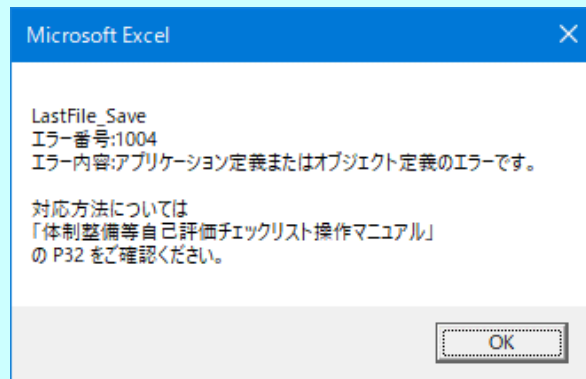 Microsoft Excel
LastFile_Save
エラー番号:1004
エラー内容:アプリケーション定義またはオブジェクト定義のエラーです。
対応方法については
「体制整備等自己評価チェックリスト操作マニュアル」
の P32 をご確認ください。
OK